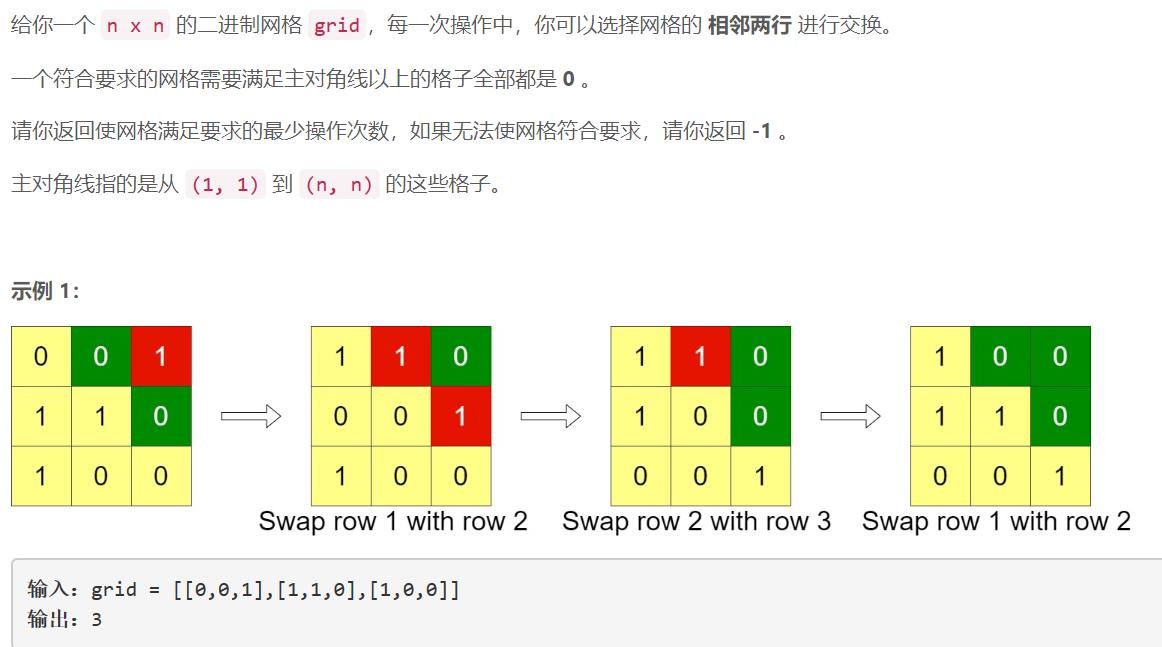 给你一个 n x n 的二进制网格 grid，每一次操作中，你可以选择网格的 相邻两行 进行交换。
一个符合要求的网格需要满足主对角线以上的格子全部都是 0 。
请你返回使网格满足要求的最少操作次数，如果无法使网格符合要求，请你返回 -1 。
主对角线指的是从 (1, 1) 到 (n, n) 的这些格子。
示例 1：
0 0 1 1 1 0 1 1 0 1 0 0
1 1 0 0 0 1 1 0 0 1 1 0
1 0 0 1 0 0 0 0 1 0 0 1
Swap row 1 with row 2 Swap row 2 with row 3 Swap row 1 with row 2
输入：grid = [[0,0,1],[1,1,0],[1,0,0]]
输出：3